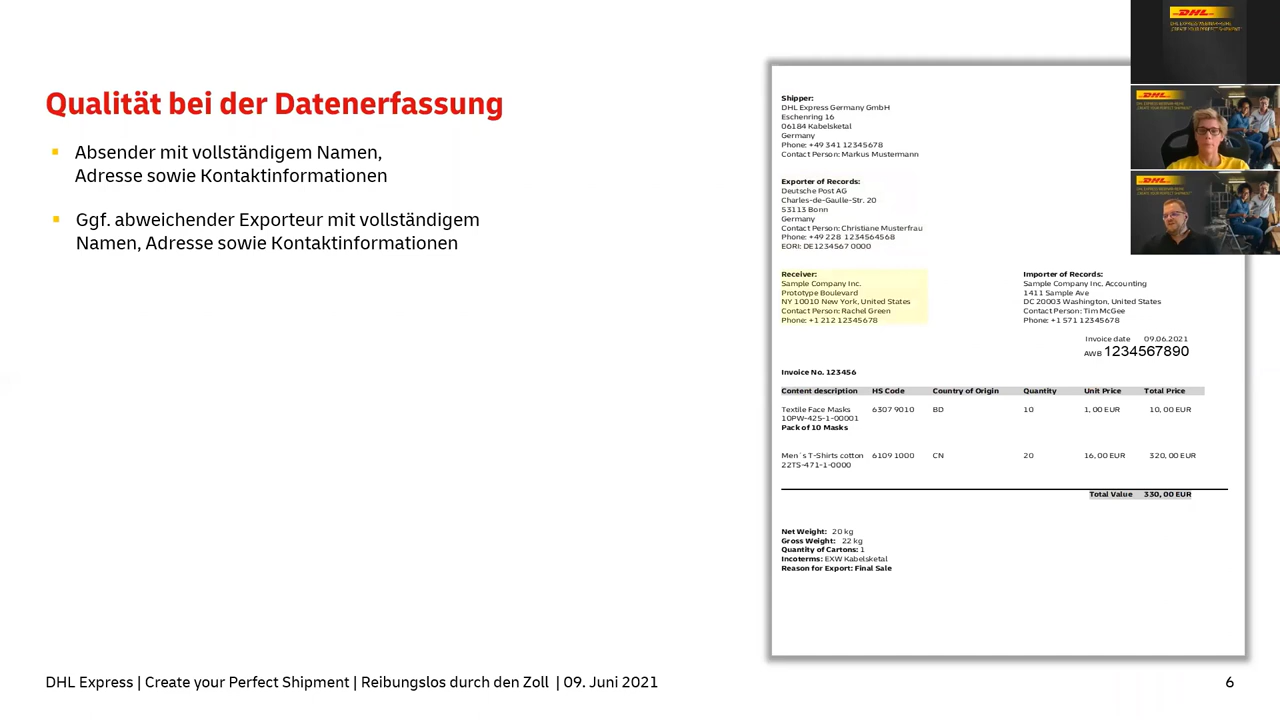 Qualität bei der Datenerfassung
Absender mit vollständigem Namen,
Adresse sowie Kontaktinformationen
Ggf. abweichender Exporteur mit vollständigem
Namen, Adresse sowie Kontaktinformationen
Shipper:
DHL Express Germany GmbH
Eschenring 16
06184 Kabelsketal
Germany
Phone: +49 341 12345678
Contact Person: Markus Mustermann
Exporter of Records:
Deutsche Post AG
Charles-de-Gaulle-Str. 20
53113 Bonn
Germany
Contact Person: Christiane Musterfrau
Phone: +49 228 1234564568
EORI: DE1234567 0000
Receiver:
Sample Company Inc.
Prototype Boulevard
NY 10010 New York, United States
Contact Person: Rachel Green
Phone: +1 212 12345678
Importer of Records:
Sample Company Inc, Accounting
1411 Sample Ave
DC 20003 Washington, United States
Contact Person: Tim McGee
Phone: +1 571 12345678
Invoice date 09.06.2021
AWB 1234567890
Invoice No. 123456
Content description HS Code Country of Origin Quantity Unit Price Total Price
Textile Face Masks 6307 9010 BD 10 1, 00 EUR 10, 00 EUR
10PW-425-1-00001
Pack of 10 Masks
Men´s T-Shirts cotton 6109 1000 CN 20 16, 00 EUR 320, 00 EUR
22TS-471-1-0000
Total Value 330, 00 EUR
Net Weight: 20 kg
Gross Weight: 22 kg
Quantity of Cartons: 1
Incoterms: EXW Kabelsketal
Reason for Export: Final Sale
DHL Express | Create your Perfect Shipment | Reibungslos durch den Zoll | 09. Juni 2021
6
DHL
DHL
DHL